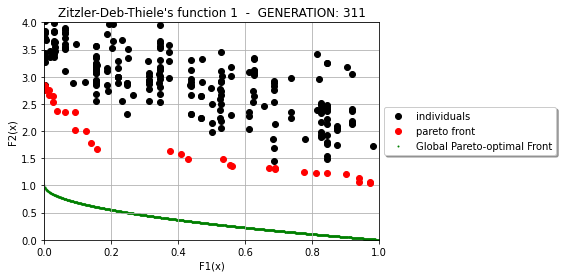 Zitzler-Deb-Thiele's function 1 - GENERATION: 311
4.0
3.5
3.0
2.5
2.0
1.5
1.0
0.5
0.0
F2(x)
0.0 0.2 0.4 0.6 0.8 1.0
F1(x)
individuals
pareto front
Global Pareto-optimal Front